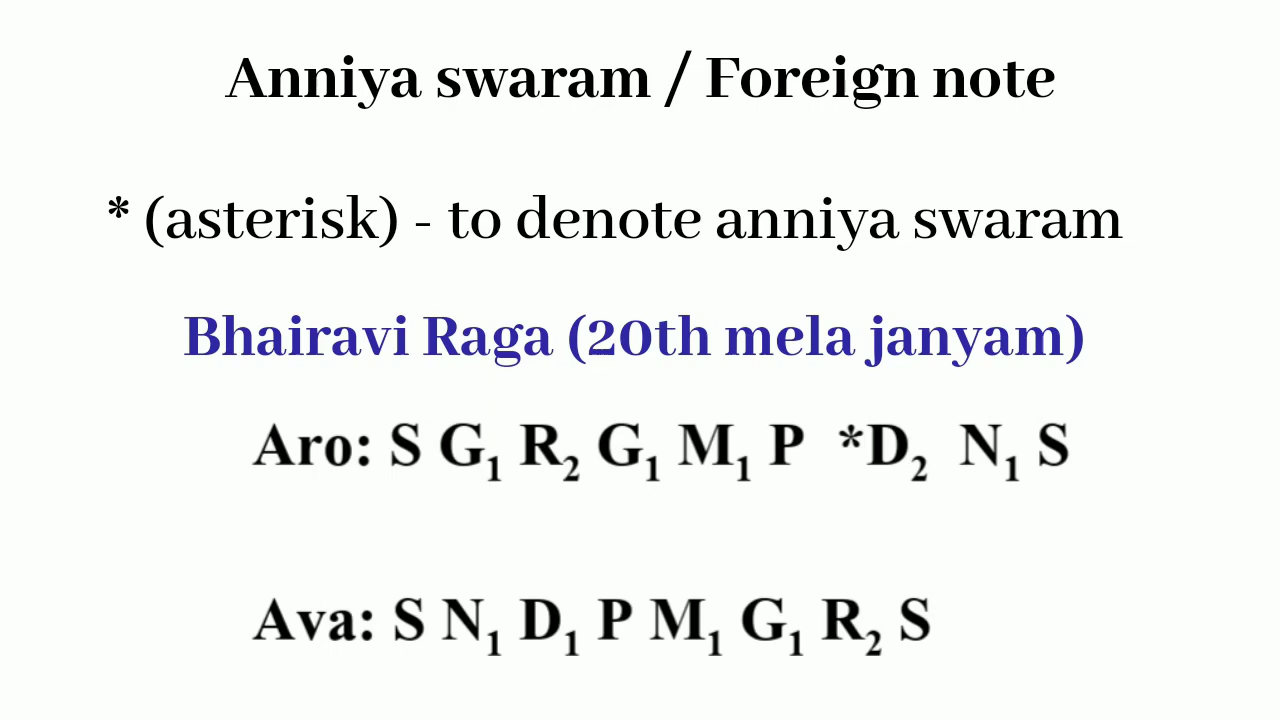 Anniya swaram / Foreign note
* (asterisk) - to denote anniya swaram
Bhairavi Raga (20th mela janyam)
Aro: S G₁ R₂ G₁ M₁ P *D₂ N₁ S
Ava: S N₁ D₁ P M₁ G₁ R₂ S